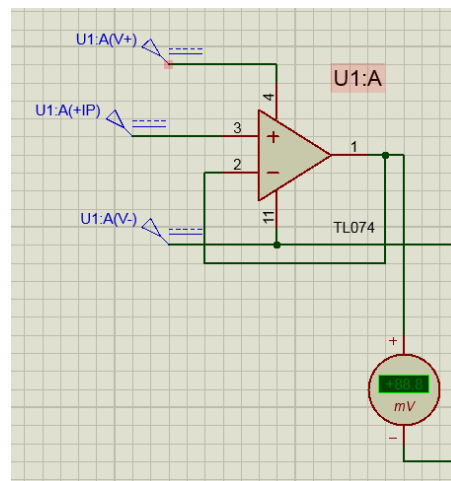 U1:A(V+)
U1:A
4
U1:A(+IP)
3
+
1
2
−
U1:A(V-)
11
TL074
+
+88.8
mV
−